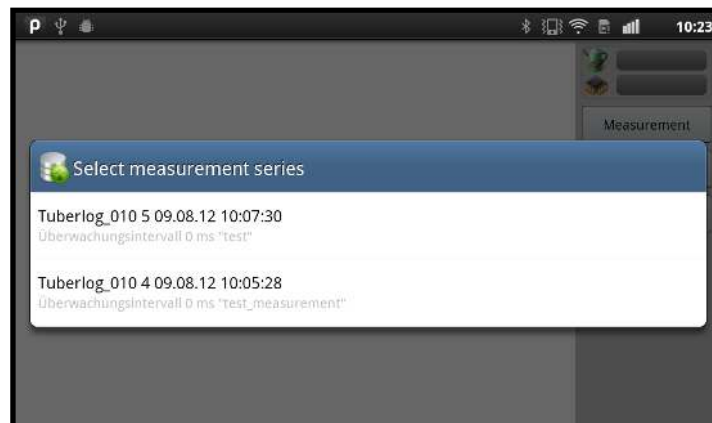 10:23
Measurement
Select measurement series
Tuberlog_010 5 09.08.12 10:07:30
Überwachungsintervall 0 ms "test"
Tuberlog_010 4 09.08.12 10:05:28
Überwachungsintervall 0 ms "test_measurement"